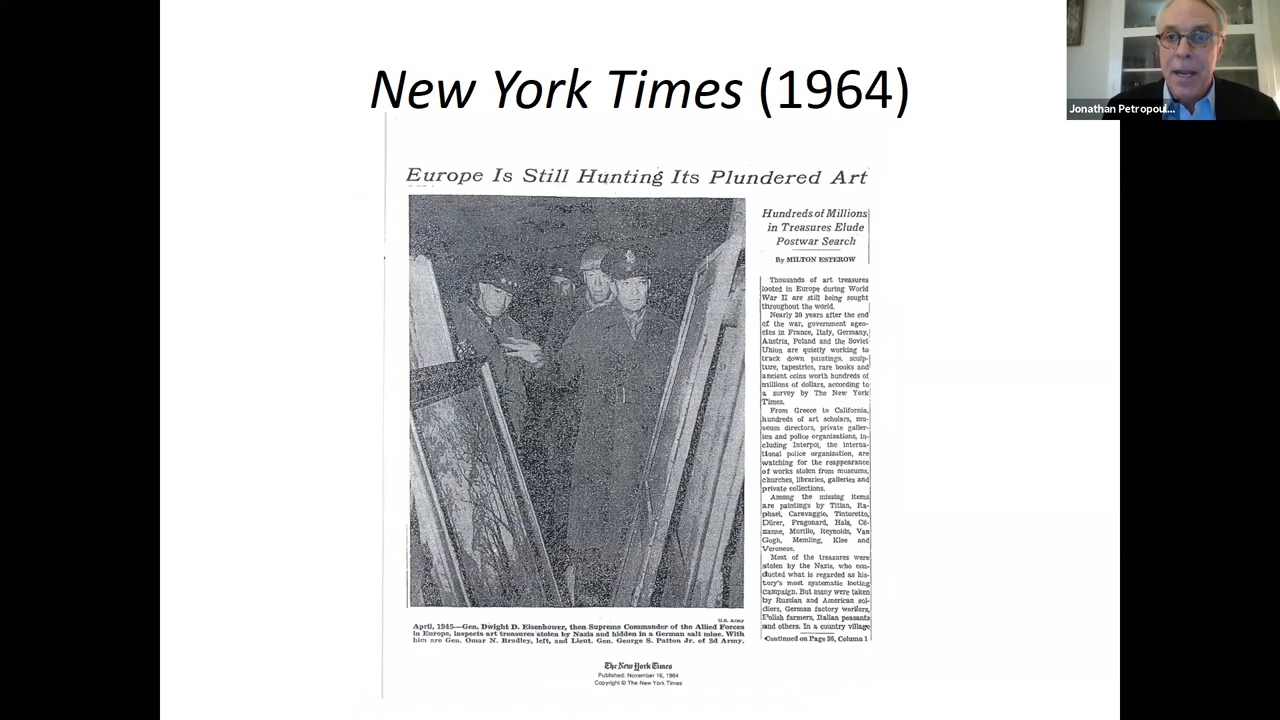 New York Times (1964)
Jonathan Petropoul...
Europe Is Still Hunting Its Plundered Art
Hundreds of Millions
in Treasures Elude
Postwar Search
By MILTON ESTEROW
Thousands of art treasures
looted in Europe during World
War II are still being sought
throughout the world.
Nearly 20 years after the end
of the war, government agen-
cies in France, Italy, Germany,
Austria, Poland and the Soviet
Union are quietly working to
track down paintings, sculp-
ture, tapestries, rare books and
ancient coins worth hundreds of
millions of dollars, according to
a survey by The New York
Times.
From Greece to California,
hundreds of art scholars, mu-
seum directors, private galler-
ies and police organizations, in-
cluding Interpol, the interna-
tional police organization, are
watching for the reappearance
of works stolen from museums,
churches, libraries, galleries and
private collections.
Among the missing items
are paintings by Titian, Ra-
phael, Caravaggio, Tintoretto,
Dürer, Fragonard, Hals, Cé-
zanne, Murillo, Reynolds, Van
Gogh, Memling, Klee and
Veronese.
Most of the treasures were
stolen by the Nazis, who con-
ducted what is regarded as his-
tory's most systematic looting
campaign. But many were taken
by Russian and American sol-
diers, German factory workers,
Polish farmers, Italian peasants
and others. In a country village
Continued on Page 36, Column 1
U.S. Army
April, 1945—Gen. Dwight D. Eisenhower, then Supreme Commander of the Allied Forces
in Europe, inspects art treasures stolen by Nazis and hidden in a German salt mine. With
him are Gen. Omar N. Bradley, left, and Lieut. Gen. George S. Patton Jr. of 3d Army.
The New York Times
Published: November 16, 1964
Copyright © The New York Times